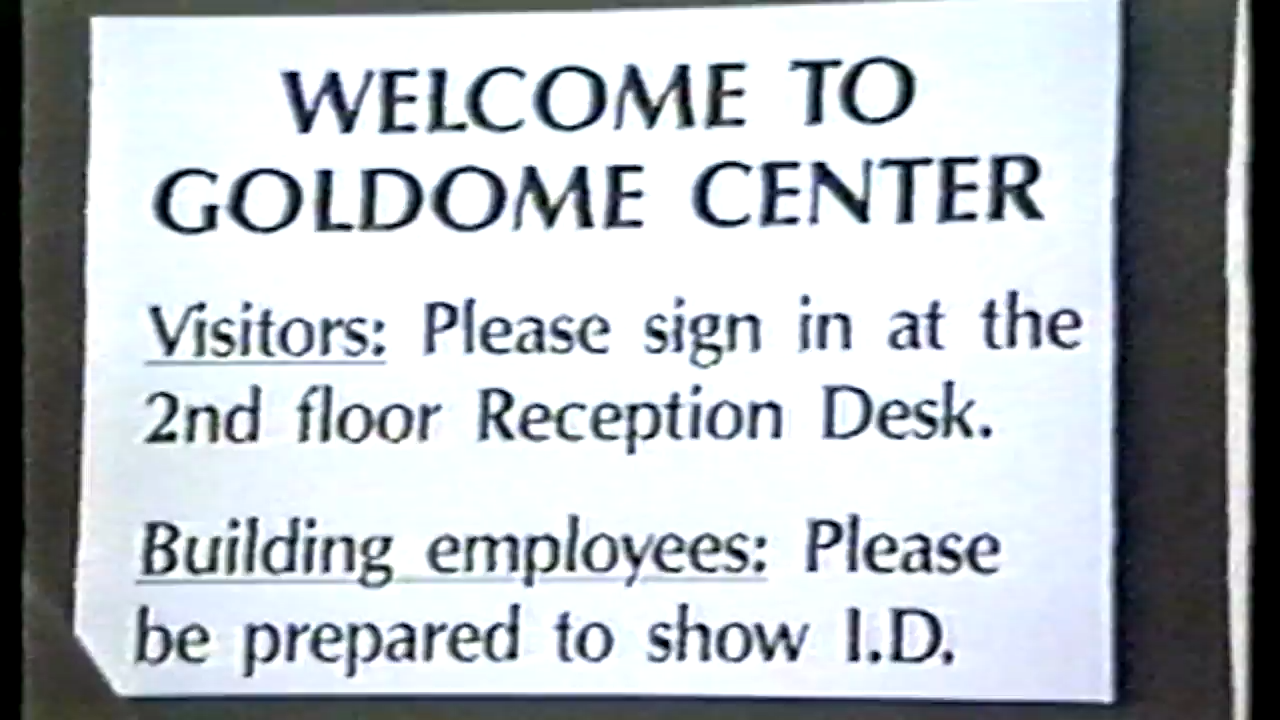 WELCOME TO
GOLDOME CENTER
Visitors: Please sign in at the
2nd floor Reception Desk.
Building employees: Please
be prepared to show I.D.